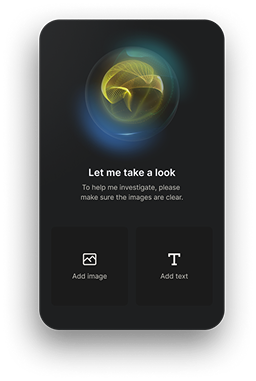 Let me take a look
To help me investigate, please
make sure the images are clear.
Add image
Add text